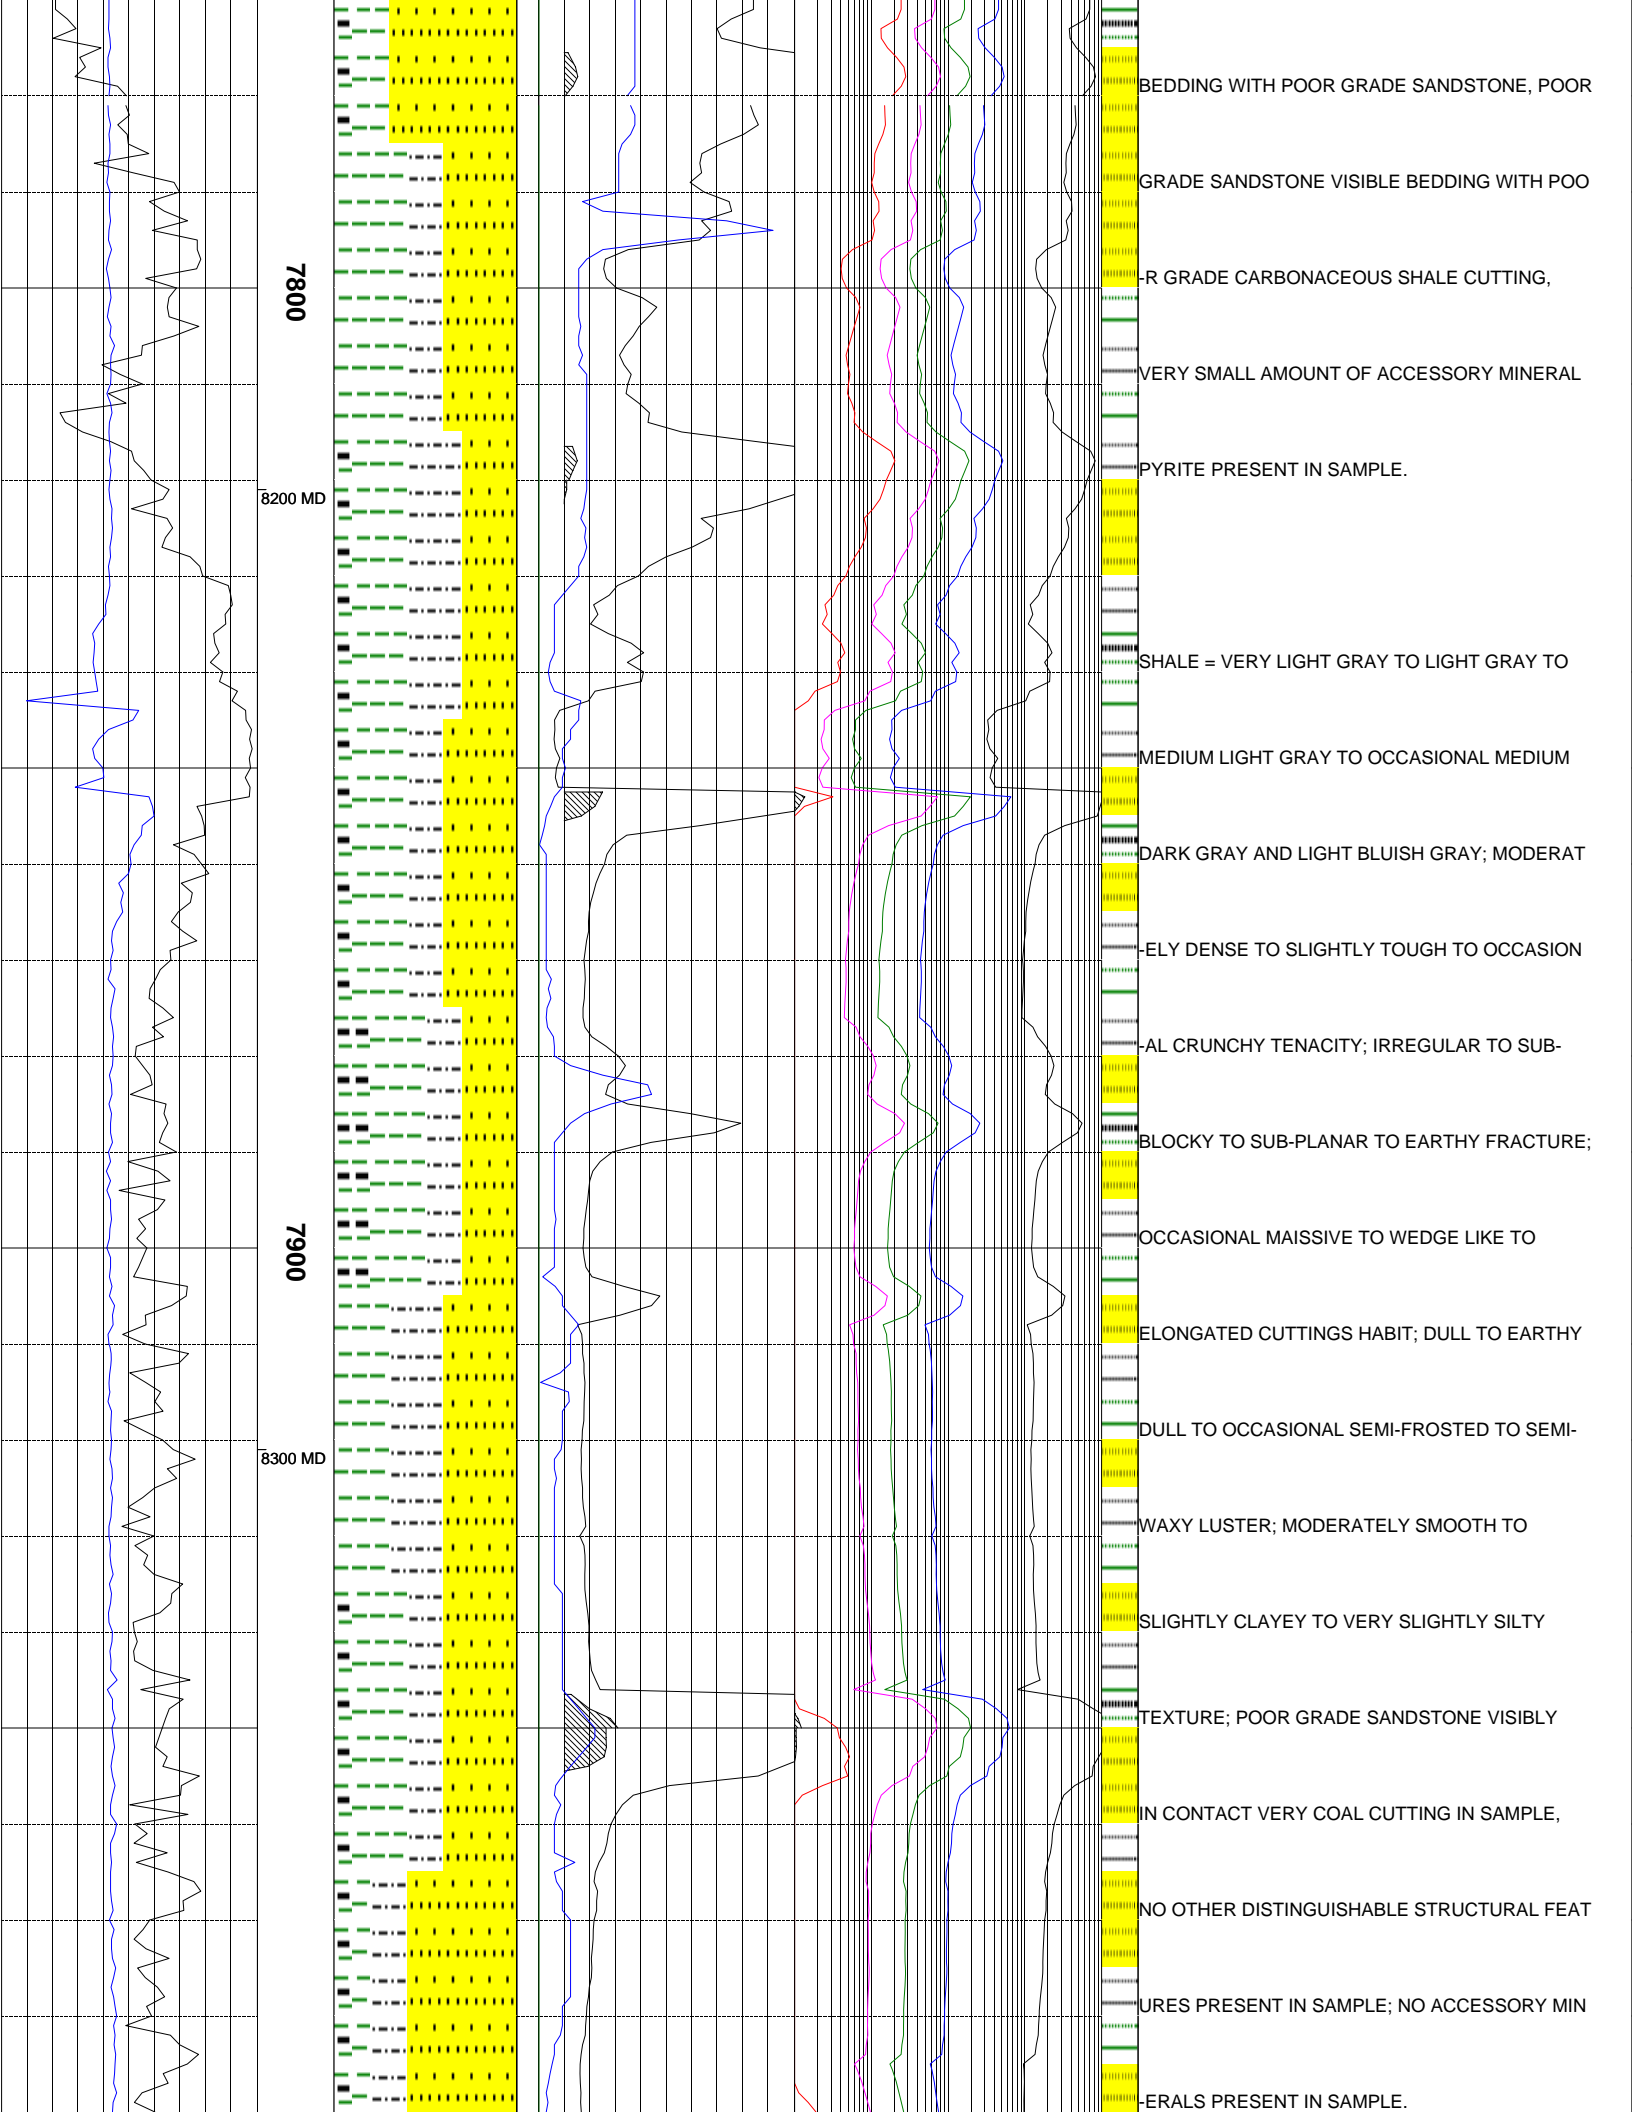 BEDDING WITH POOR GRADE SANDSTONE, POOR
GRADE SANDSTONE VISIBLE BEDDING WITH POO
7800
-R GRADE CARBONACEOUS SHALE CUTTING,
VERY SMALL AMOUNT OF ACCESSORY MINERAL
PYRITE PRESENT IN SAMPLE.
8200 MD
SHALE = VERY LIGHT GRAY TO LIGHT GRAY TO
MEDIUM LIGHT GRAY TO OCCASIONAL MEDIUM
DARK GRAY AND LIGHT BLUISH GRAY; MODERAT
-ELY DENSE TO SLIGHTLY TOUGH TO OCCASION
-AL CRUNCHY TENACITY; IRREGULAR TO SUB-
BLOCKY TO SUB-PLANAR TO EARTHY FRACTURE;
7900
OCCASIONAL MAISSIVE TO WEDGE LIKE TO
ELONGATED CUTTINGS HABIT; DULL TO EARTHY
DULL TO OCCASIONAL SEMI-FROSTED TO SEMI-
8300 MD
WAXY LUSTER; MODERATELY SMOOTH TO
SLIGHTLY CLAYEY TO VERY SLIGHTLY SILTY
TEXTURE; POOR GRADE SANDSTONE VISIBLY
IN CONTACT VERY COAL CUTTING IN SAMPLE,
NO OTHER DISTINGUISHABLE STRUCTURAL FEAT
URES PRESENT IN SAMPLE; NO ACCESSORY MIN
-ERALS PRESENT IN SAMPLE.